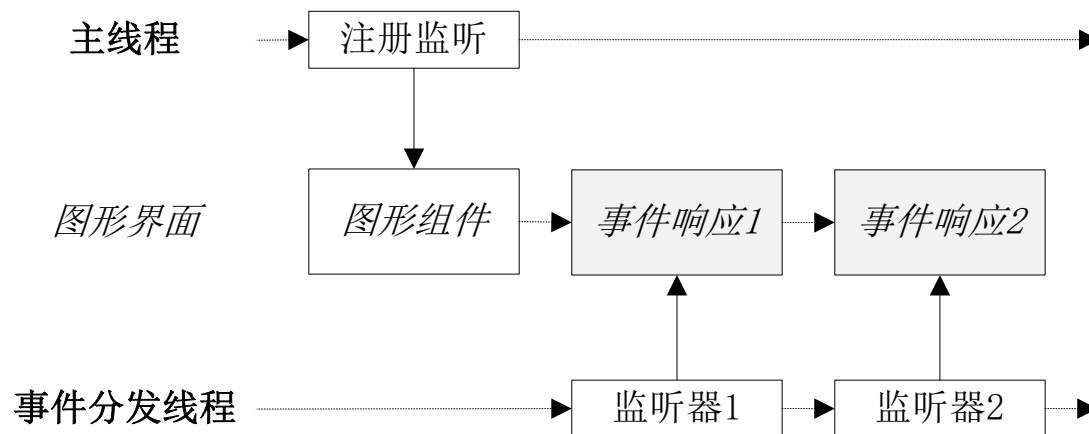 主线程
注册监听
图形界面
图形组件
事件响应1
事件响应2
事件分发线程
监听器1
监听器2